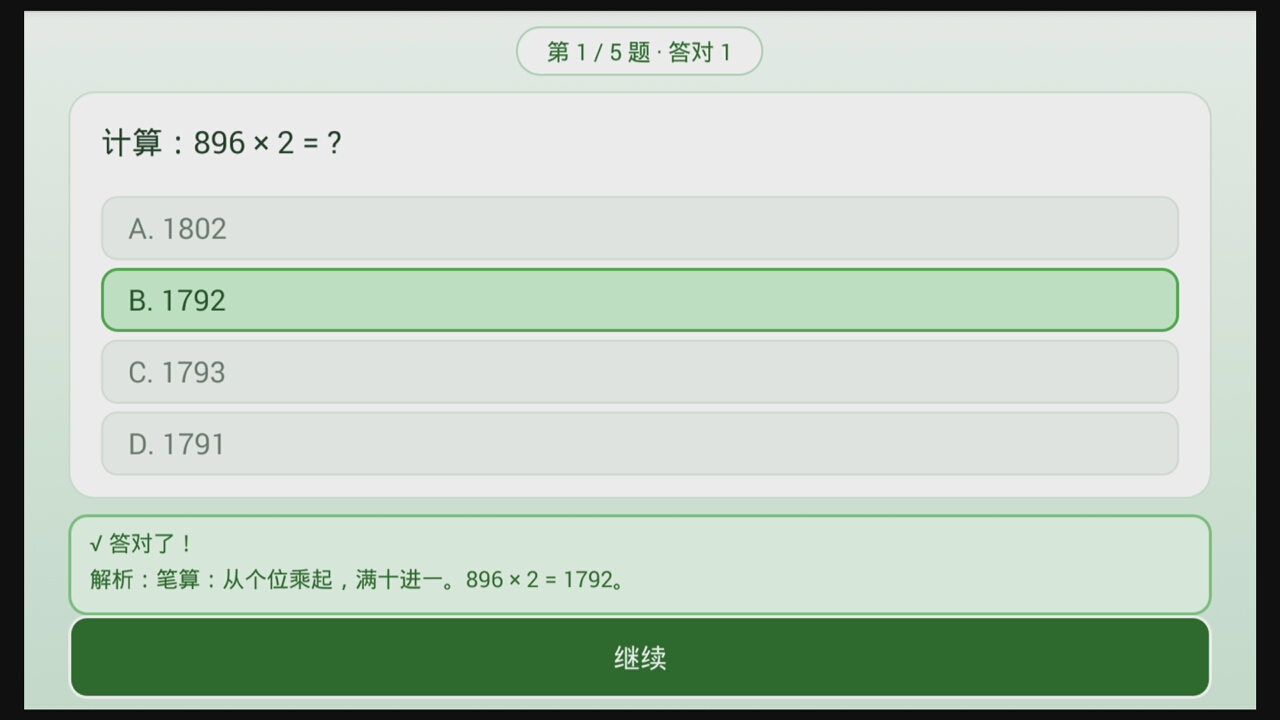 第 1 / 5 题 · 答对 1
计算：896 × 2 = ?
A. 1802
B. 1792
C. 1793
D. 1791
√ 答对了！
解析：笔算：从个位乘起，满十进一。896 × 2 = 1792。
继续